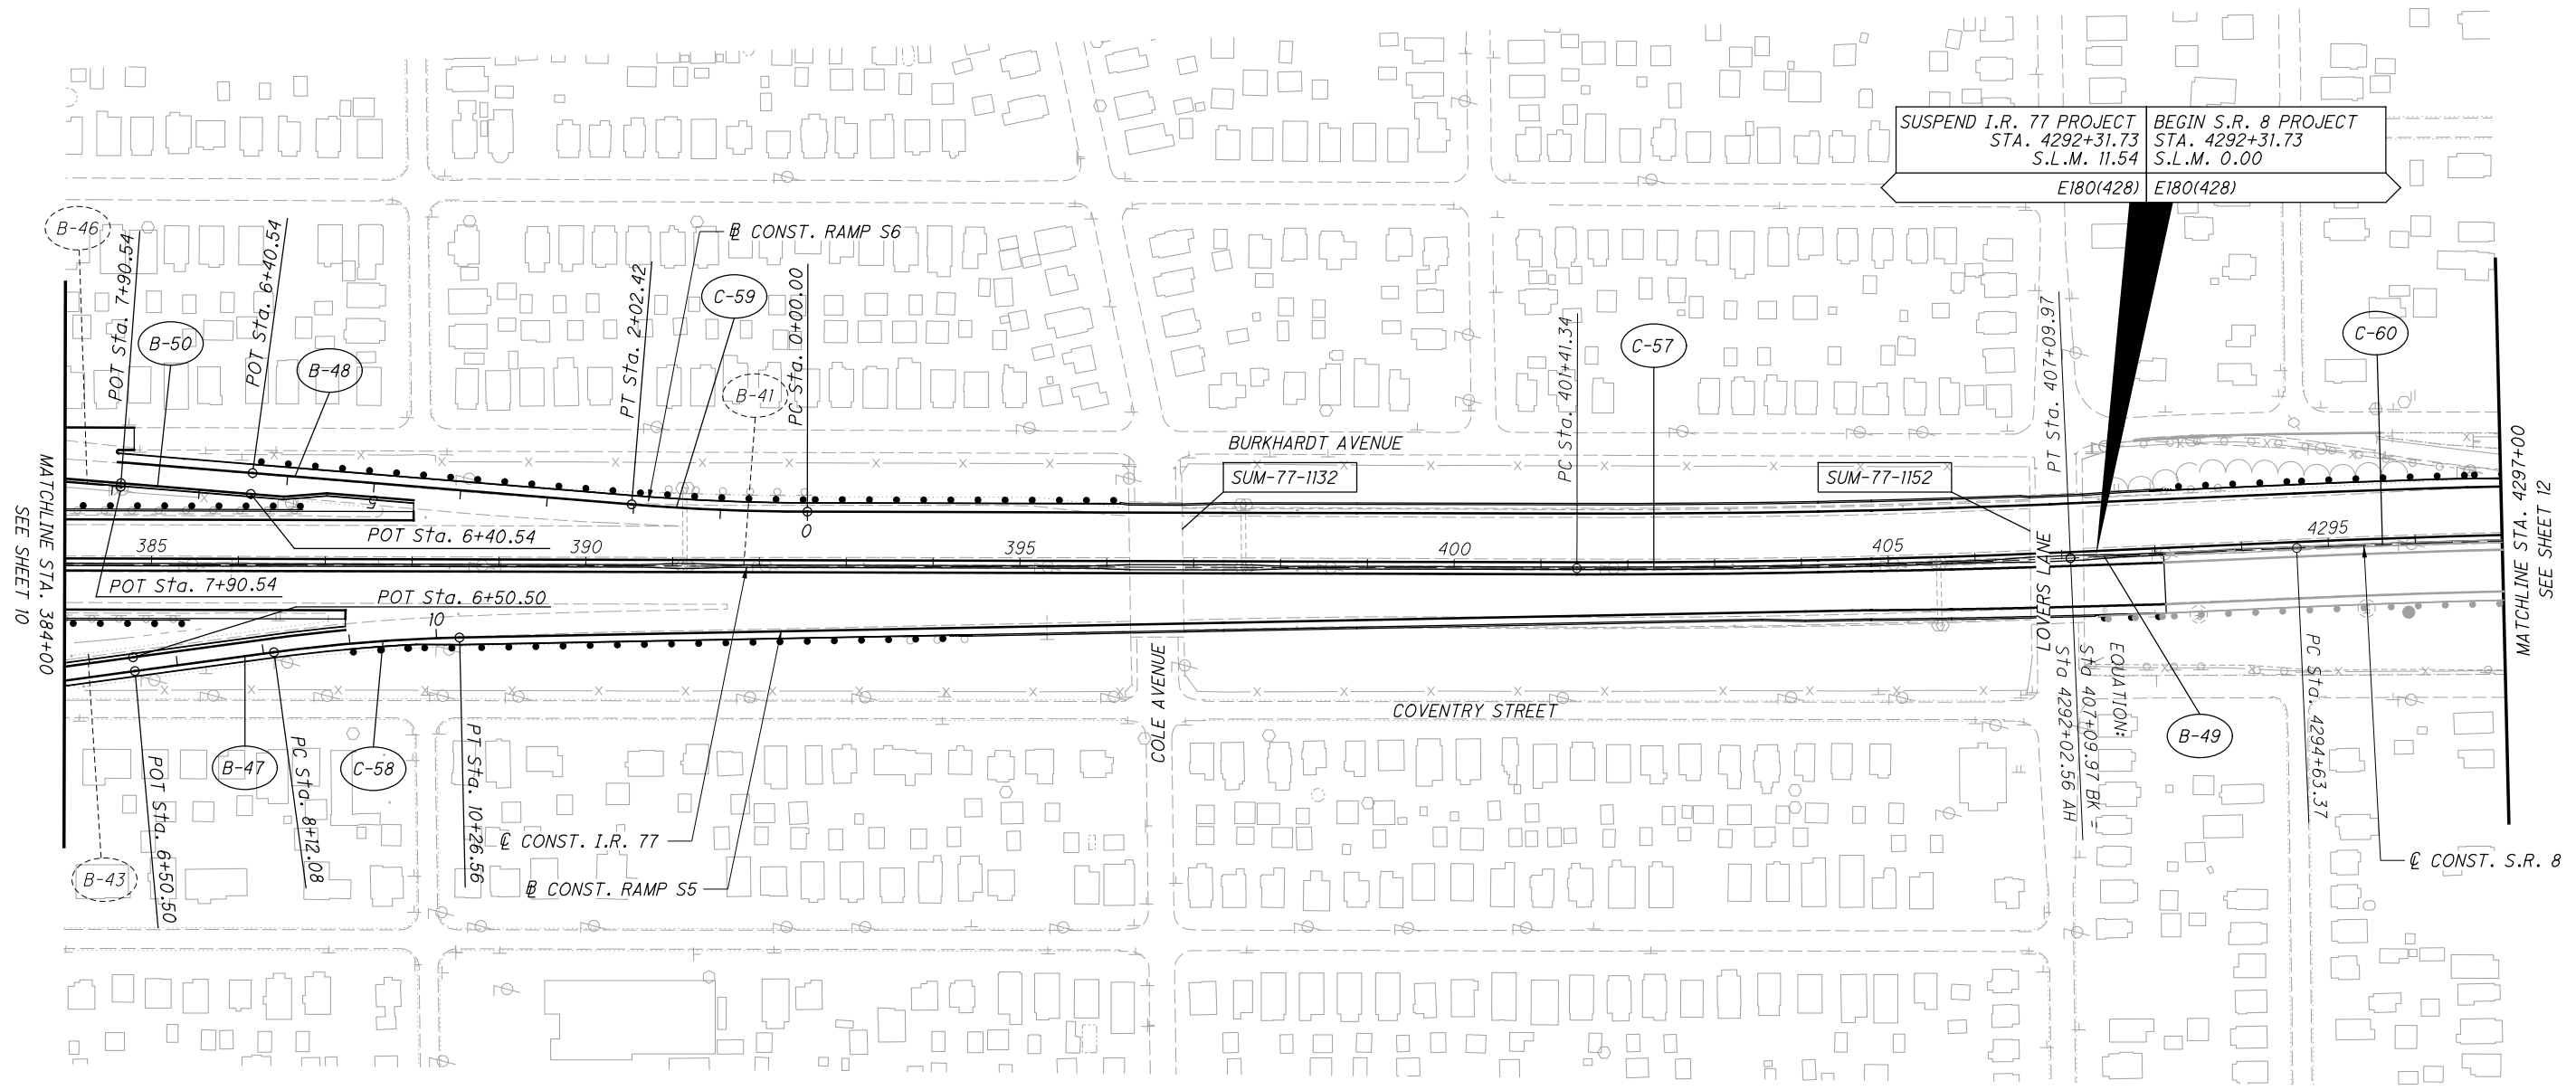 SUSPEND I.R. 77 PROJECT
STA. 4292+31.73
S.L.M. 11.54
E180(428)
BEGIN S.R. 8 PROJECT
STA. 4292+31.73
S.L.M. 0.00
E180(428)
B-46
POT Sta. 7+90.54
B-50
POT Sta. 6+40.54
B-48
PT Sta. 2+02.42
BL CONST. RAMP S6
C-59
B-41
PC Sta. 0+00.00
PC Sta. 401+41.34
C-57
PT Sta. 407+09.97
C-60
BURKHARDT AVENUE
SUM-77-1132
SUM-77-1152
MATCHLINE STA. 384+00
SEE SHEET 10
MATCHLINE STA. 4297+00
SEE SHEET 12
5
0
POT Sta. 6+40.54
385
390
395
400
405
4295
POT Sta. 7+90.54
POT Sta. 6+50.50
10
LOVERS LANE
COLE AVENUE
COVENTRY STREET
EQUATION:
Sta 407+09.97 BK =
Sta 4292+02.56 AH
PC Sta. 4294+63.37
B-49
B-47
C-58
B-43
POT Sta. 6+50.50
PC Sta. 8+12.08
PT Sta. 10+26.56
CL CONST. I.R. 77
BL CONST. RAMP S5
CL CONST. S.R. 8